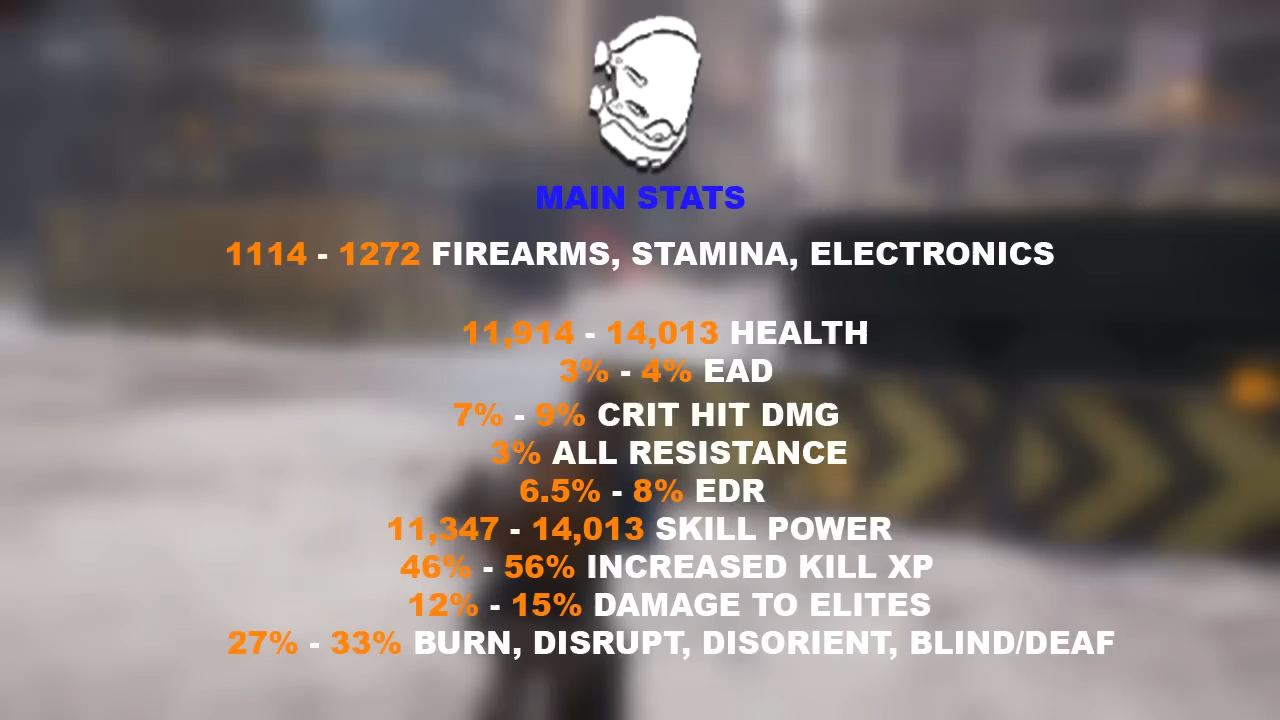 MAIN STATS
1114 - 1272 FIREARMS, STAMINA, ELECTRONICS
11,914 - 14,013 HEALTH
3% - 4% EAD
7% - 9% CRIT HIT DMG
3% ALL RESISTANCE
6.5% - 8% EDR
11,347 - 14,013 SKILL POWER
46% - 56% INCREASED KILL XP
12% - 15% DAMAGE TO ELITES
27% - 33% BURN, DISRUPT, DISORIENT, BLIND/DEAF